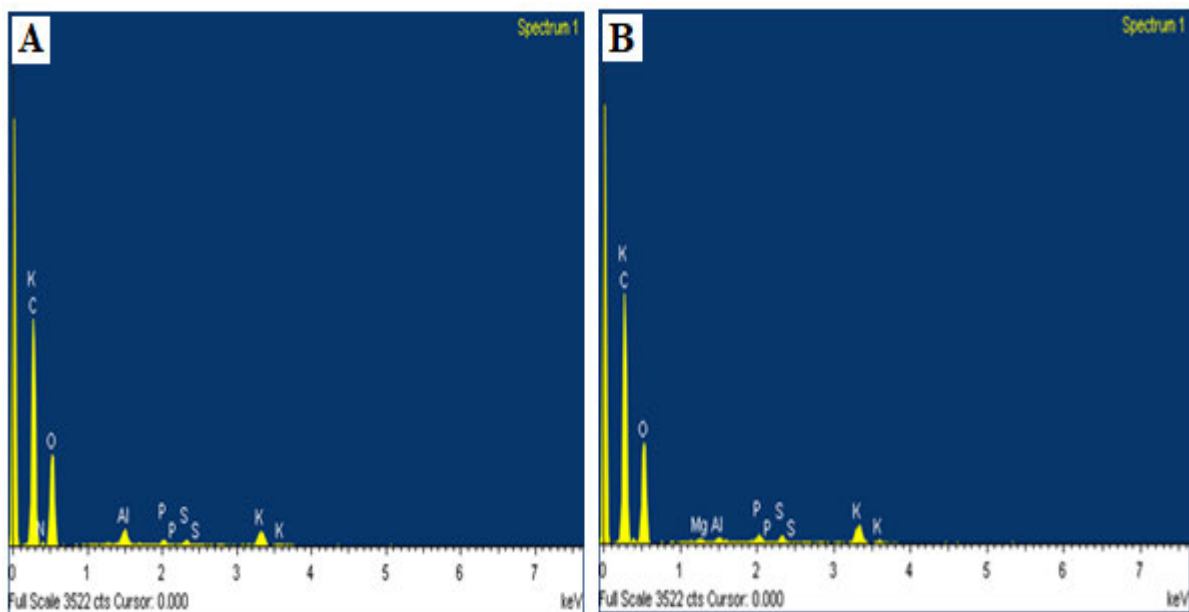 A
Spectrum 1
K
C
N
O
Al
P
P
S
S
K
K
0 1 2 3 4 5 6 7
Full Scale 3522 cts Cursor: 0.000 keV
B
Spectrum 1
K
C
O
Mg Al
P
P
S
S
K
K
0 1 2 3 4 5 6 7
Full Scale 3522 cts Cursor: 0.000 keV